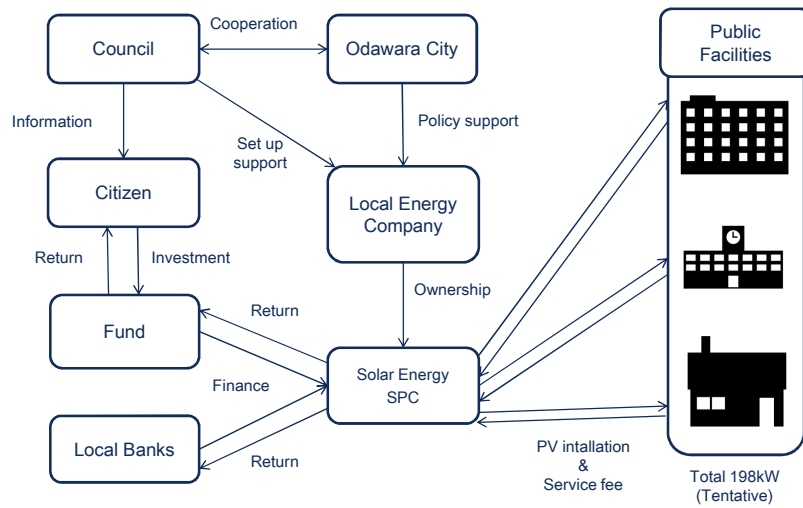 Cooperation
Council
Odawara City
Public
Facilities
Information
Set up
support
Policy support
Citizen
Local Energy
Company
Return
Investment
Ownership
Fund
Return
Solar Energy
SPC
Finance
Local Banks
Return
PV intallation
&
Service fee
Total 198kW
(Tentative)